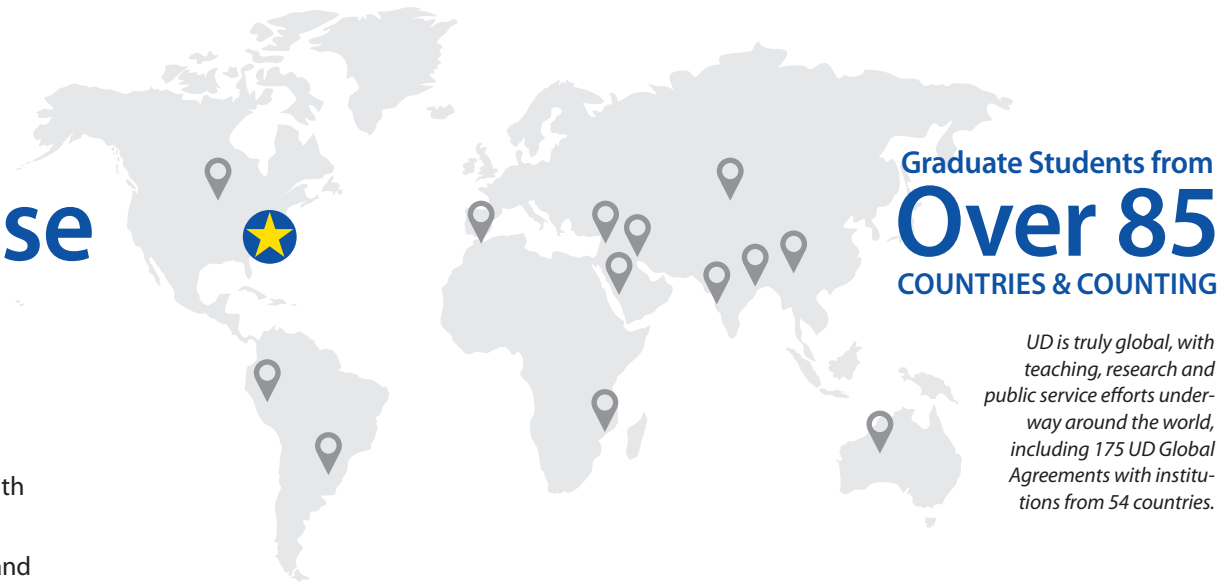 se
Graduate Students from
Over 85
COUNTRIES & COUNTING
UD is truly global, with
teaching, research and
public service efforts under-
way around the world,
including 175 UD Global
Agreements with institu-
tions from 54 countries.
th
and